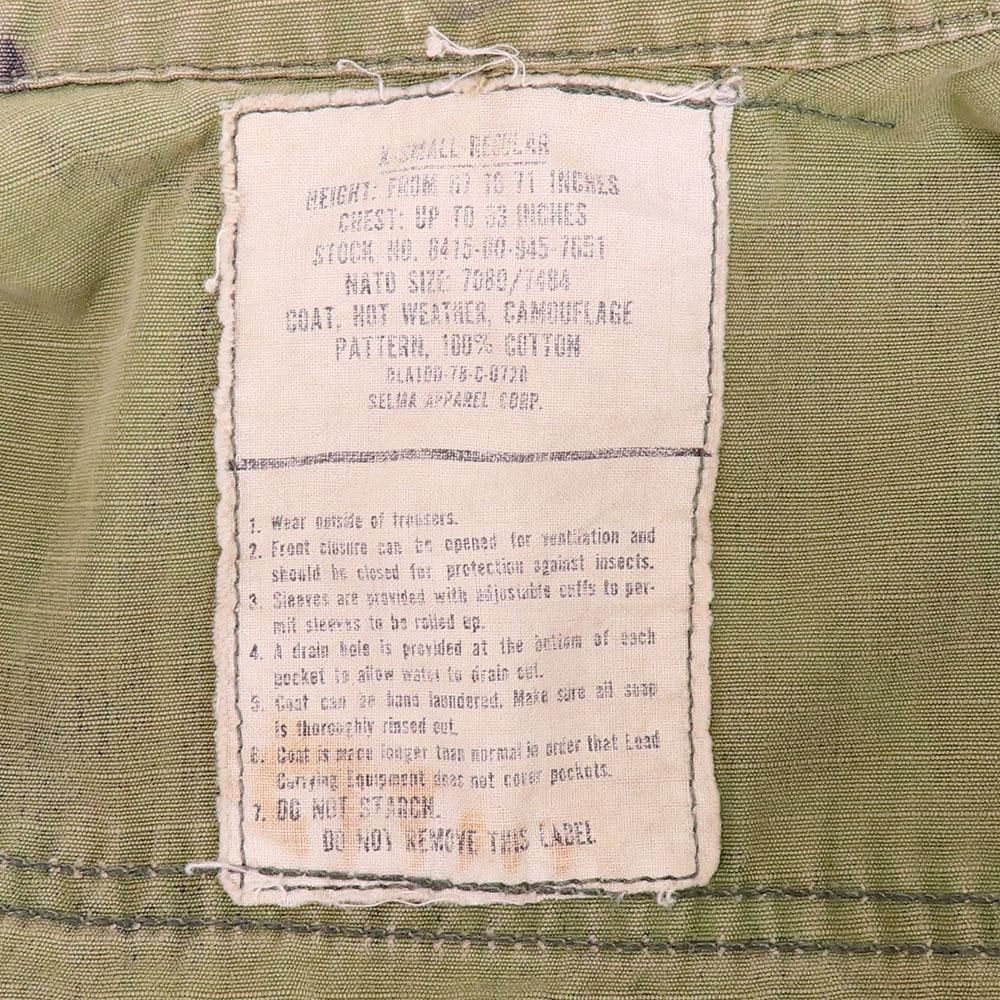 X-SMALL REGULAR
HEIGHT: FROM 67 TO 71 INCHES
CHEST: UP TO 33 INCHES
STOCK NO. 8415-00-945-7651
NATO SIZE: 7080/7484
COAT, HOT WEATHER, CAMOUFLAGE
PATTERN, 100% COTTON
DLA100-78-C-0720
SELMA APPAREL CORP.
1. Wear outside of trousers.
2. Front closure can be opened for ventilation and
should be closed for protection against insects.
3. Sleeves are provided with adjustable cuffs to per-
mit sleeves to be rolled up.
4. A drain hole is provided at the bottom of each
pocket to allow water to drain out.
5. Coat can be hand laundered. Make sure all soap
is thoroughly rinsed out.
6. Coat is made longer than normal in order that Load
Carrying Equipment does not cover pockets.
7. DO NOT STARCH.
DO NOT REMOVE THIS LABEL